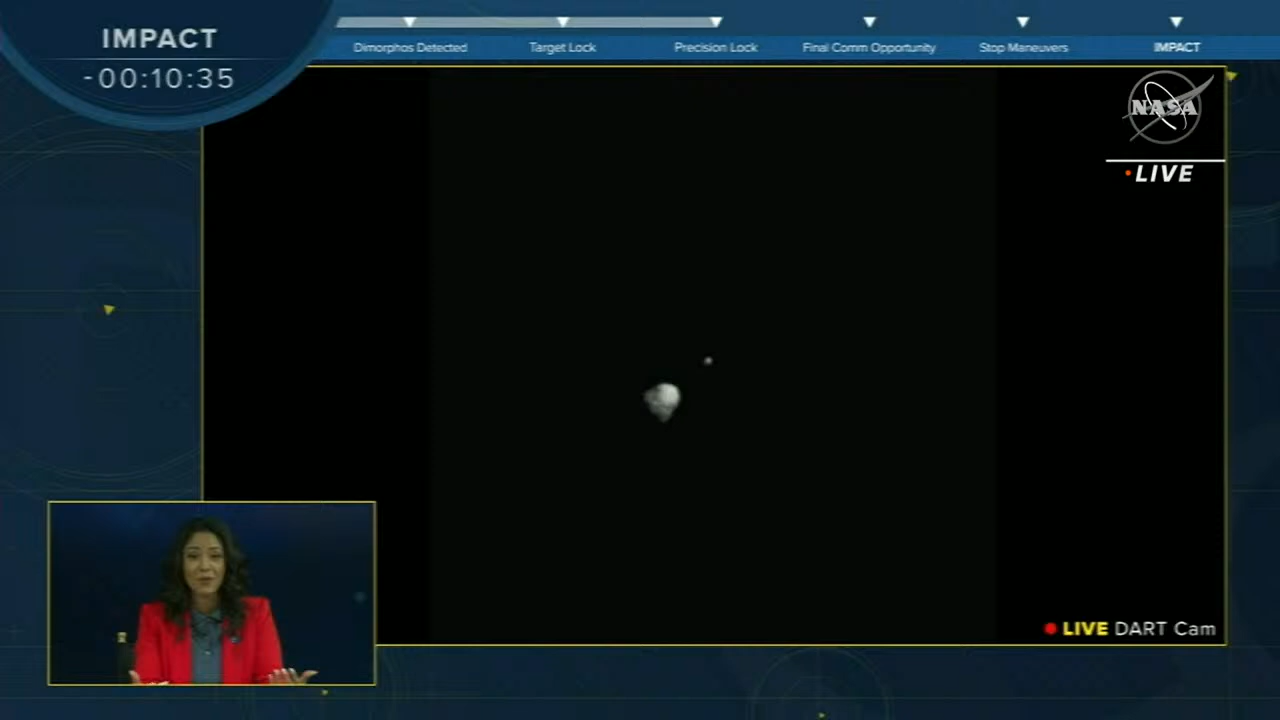 IMPACT
-00:10:35
Dimorphos Detected
Target Lock
Precision Lock
Final Comm Opportunity
Stop Maneuvers
IMPACT
NASA
LIVE
LIVE DART Cam